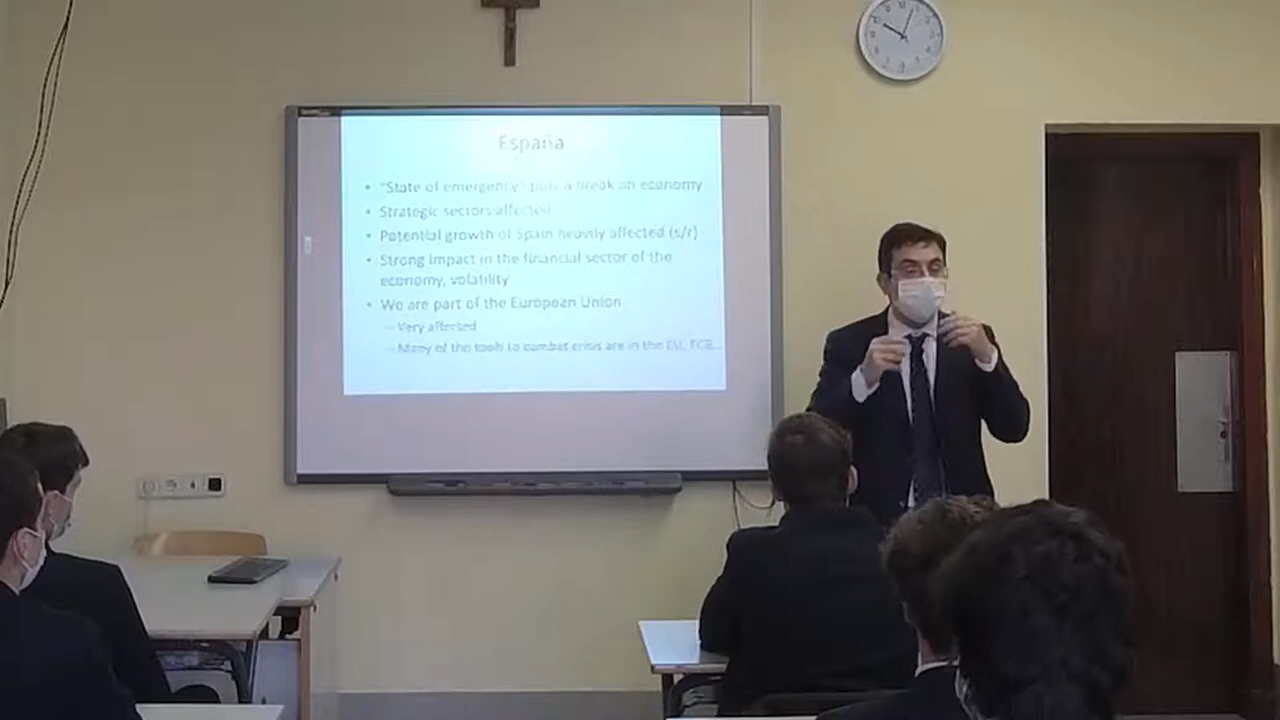 España
• "State of emergency" puts a break on economy
• Strategic sectors affected
• Potential growth of Spain heavily affected (s/r)
• Strong impact in the financial sector of the
economy, volatility
• We are part of the European Union
– Very affected
– Many of the tools to combat crisis are in the EU, ECB...